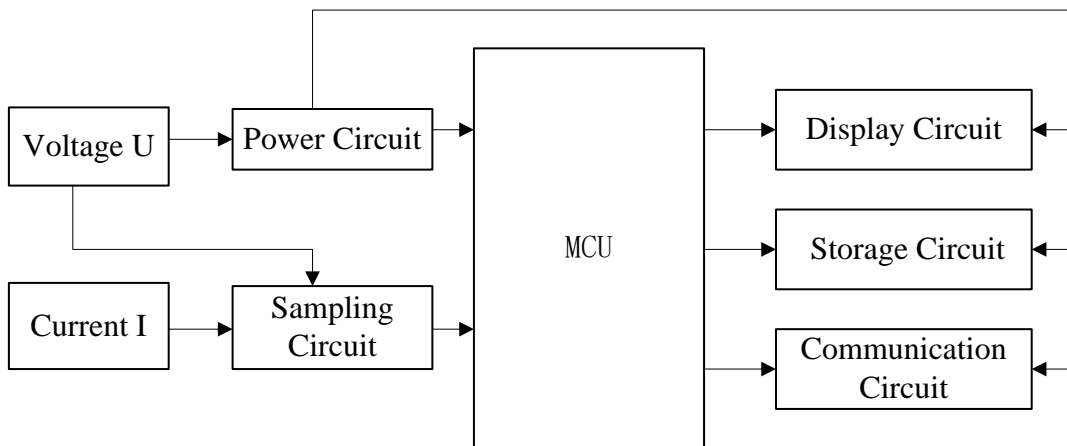 Voltage U
Power Circuit
Current I
Sampling
Circuit
MCU
Display Circuit
Storage Circuit
Communication
Circuit